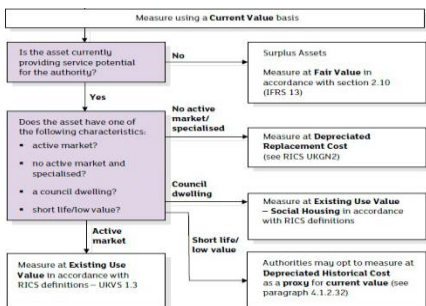 Measure using a Current Value basis
Is the asset currently
providing service potential
for the authority?
No
Surplus Assets
Measure at Fair Value in
accordance with section 2.10
(IFRS 13)
Yes
Does the asset have one of
the following characteristics:
• active market?
• no active market and
specialised?
• a council dwelling?
• short life/low value?
No active
market/
specialised
Measure at Depreciated
Replacement Cost
(see RICS UKGN2)
Council
dwelling
Measure at Existing Use Value
– Social Housing in accordance
with RICS definitions
Active
market
Short life/
low value
Measure at Existing Use
Value in accordance with
RICS definitions – UKVS 1.3
Authorities may opt to measure at
Depreciated Historical Cost
as a proxy for current value (see
paragraph 4.1.2.32)